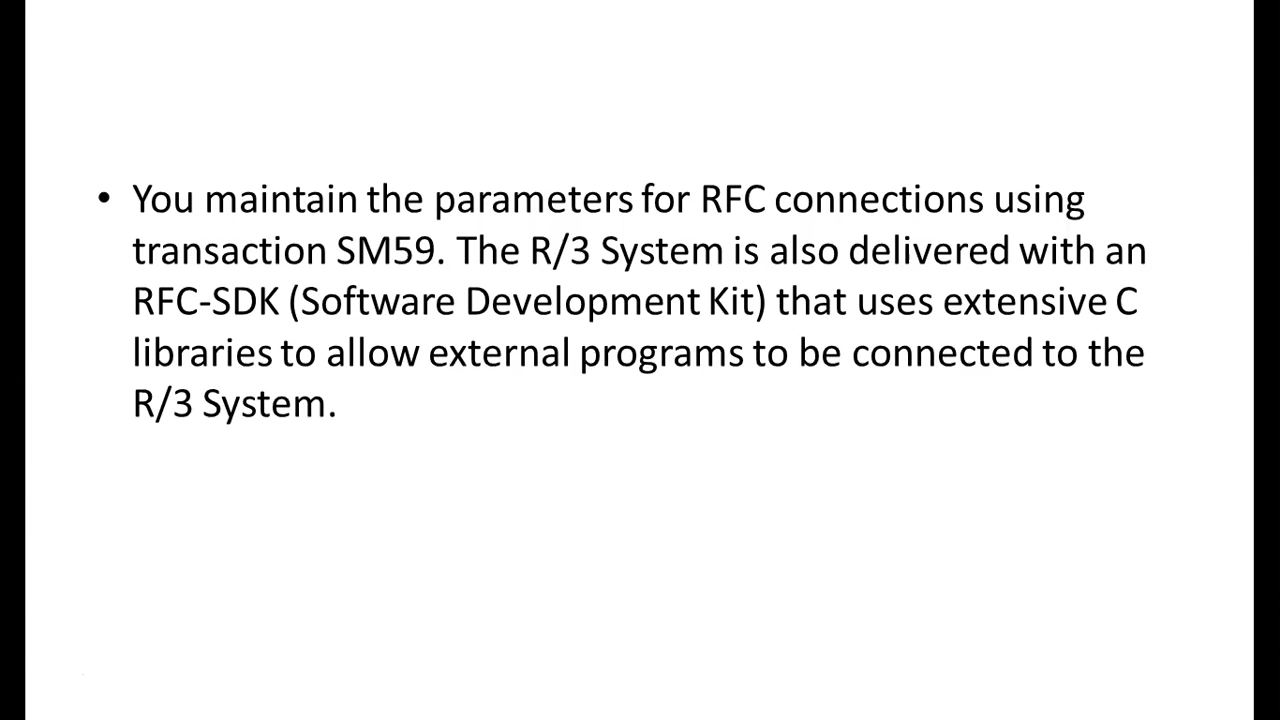 • You maintain the parameters for RFC connections using
transaction SM59. The R/3 System is also delivered with an
RFC-SDK (Software Development Kit) that uses extensive C
libraries to allow external programs to be connected to the
R/3 System.